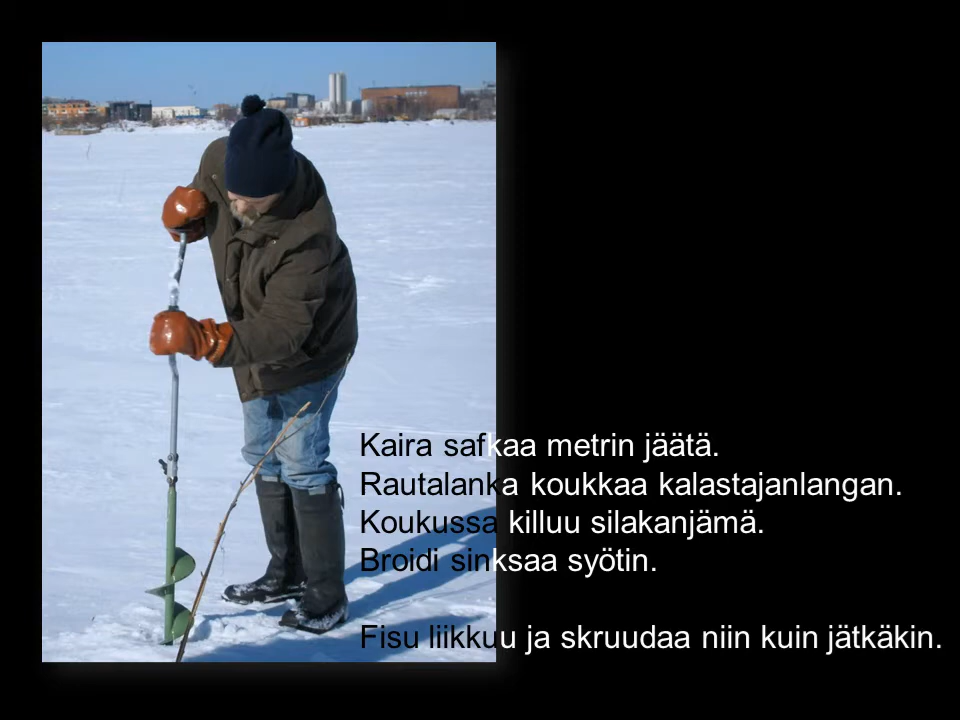 Kaira safkaa metrin jäätä.
Rautalanka koukkaa kalastajanlangan.
Koukussa killuu silakanjämä.
Broidi sinksaa syötin.
Fisu liikkuu ja skruudaa niin kuin jätkäkin.